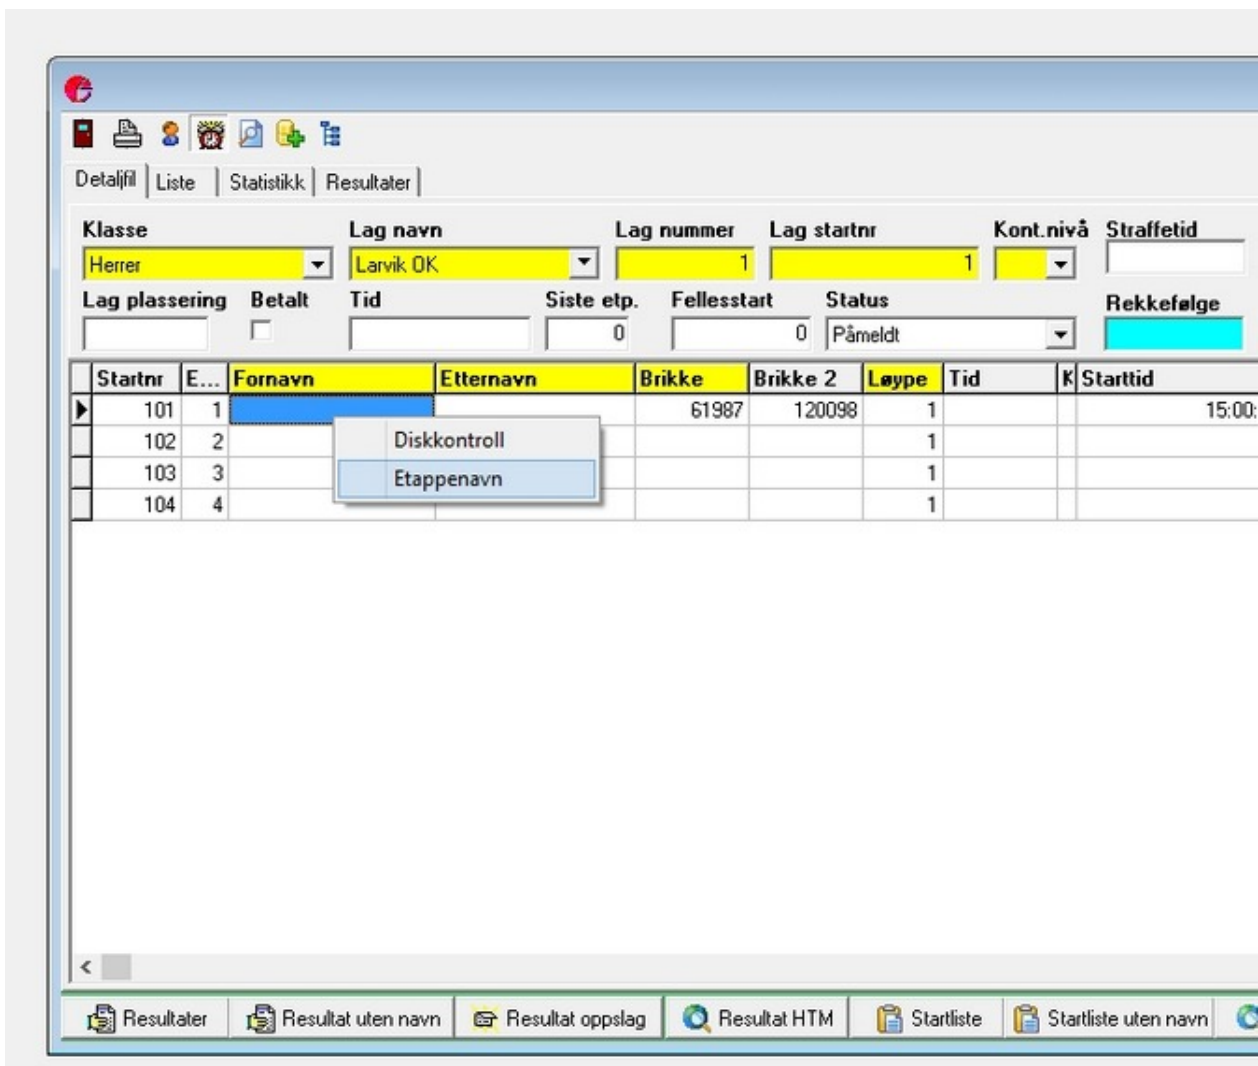 Detaljfil Liste Statistikk Resultater
Klasse Lag navn Lag nummer Lag startnr Kont.nivå Straffetid
Herrer Larvik OK 1 1
Lag plassering Betalt Tid Siste etp. Fellesstart Status Rekkefølge
0 0 Påmeldt
Startnr E... Fornavn Etternavn Brikke Brikke 2 Løype Tid K Starttid
101 1 61987 120098 1 15:00:
Diskkontroll
102 2 1
103 3 1
Etappenavn
104 4 1
Resultater Resultat uten navn Resultat oppslag Resultat HTM Startliste Startliste uten navn